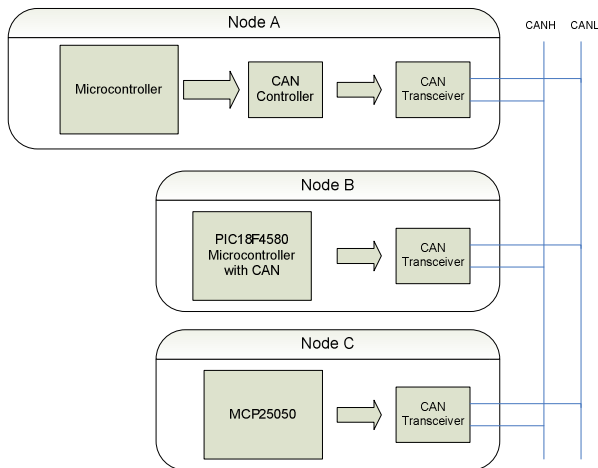 Node A
CANH
CANL
Microcontroller
CAN
Controller
CAN
Transceiver
Node B
PIC18F4580
Microcontroller
with CAN
CAN
Transceiver
Node C
MCP25050
CAN
Transceiver